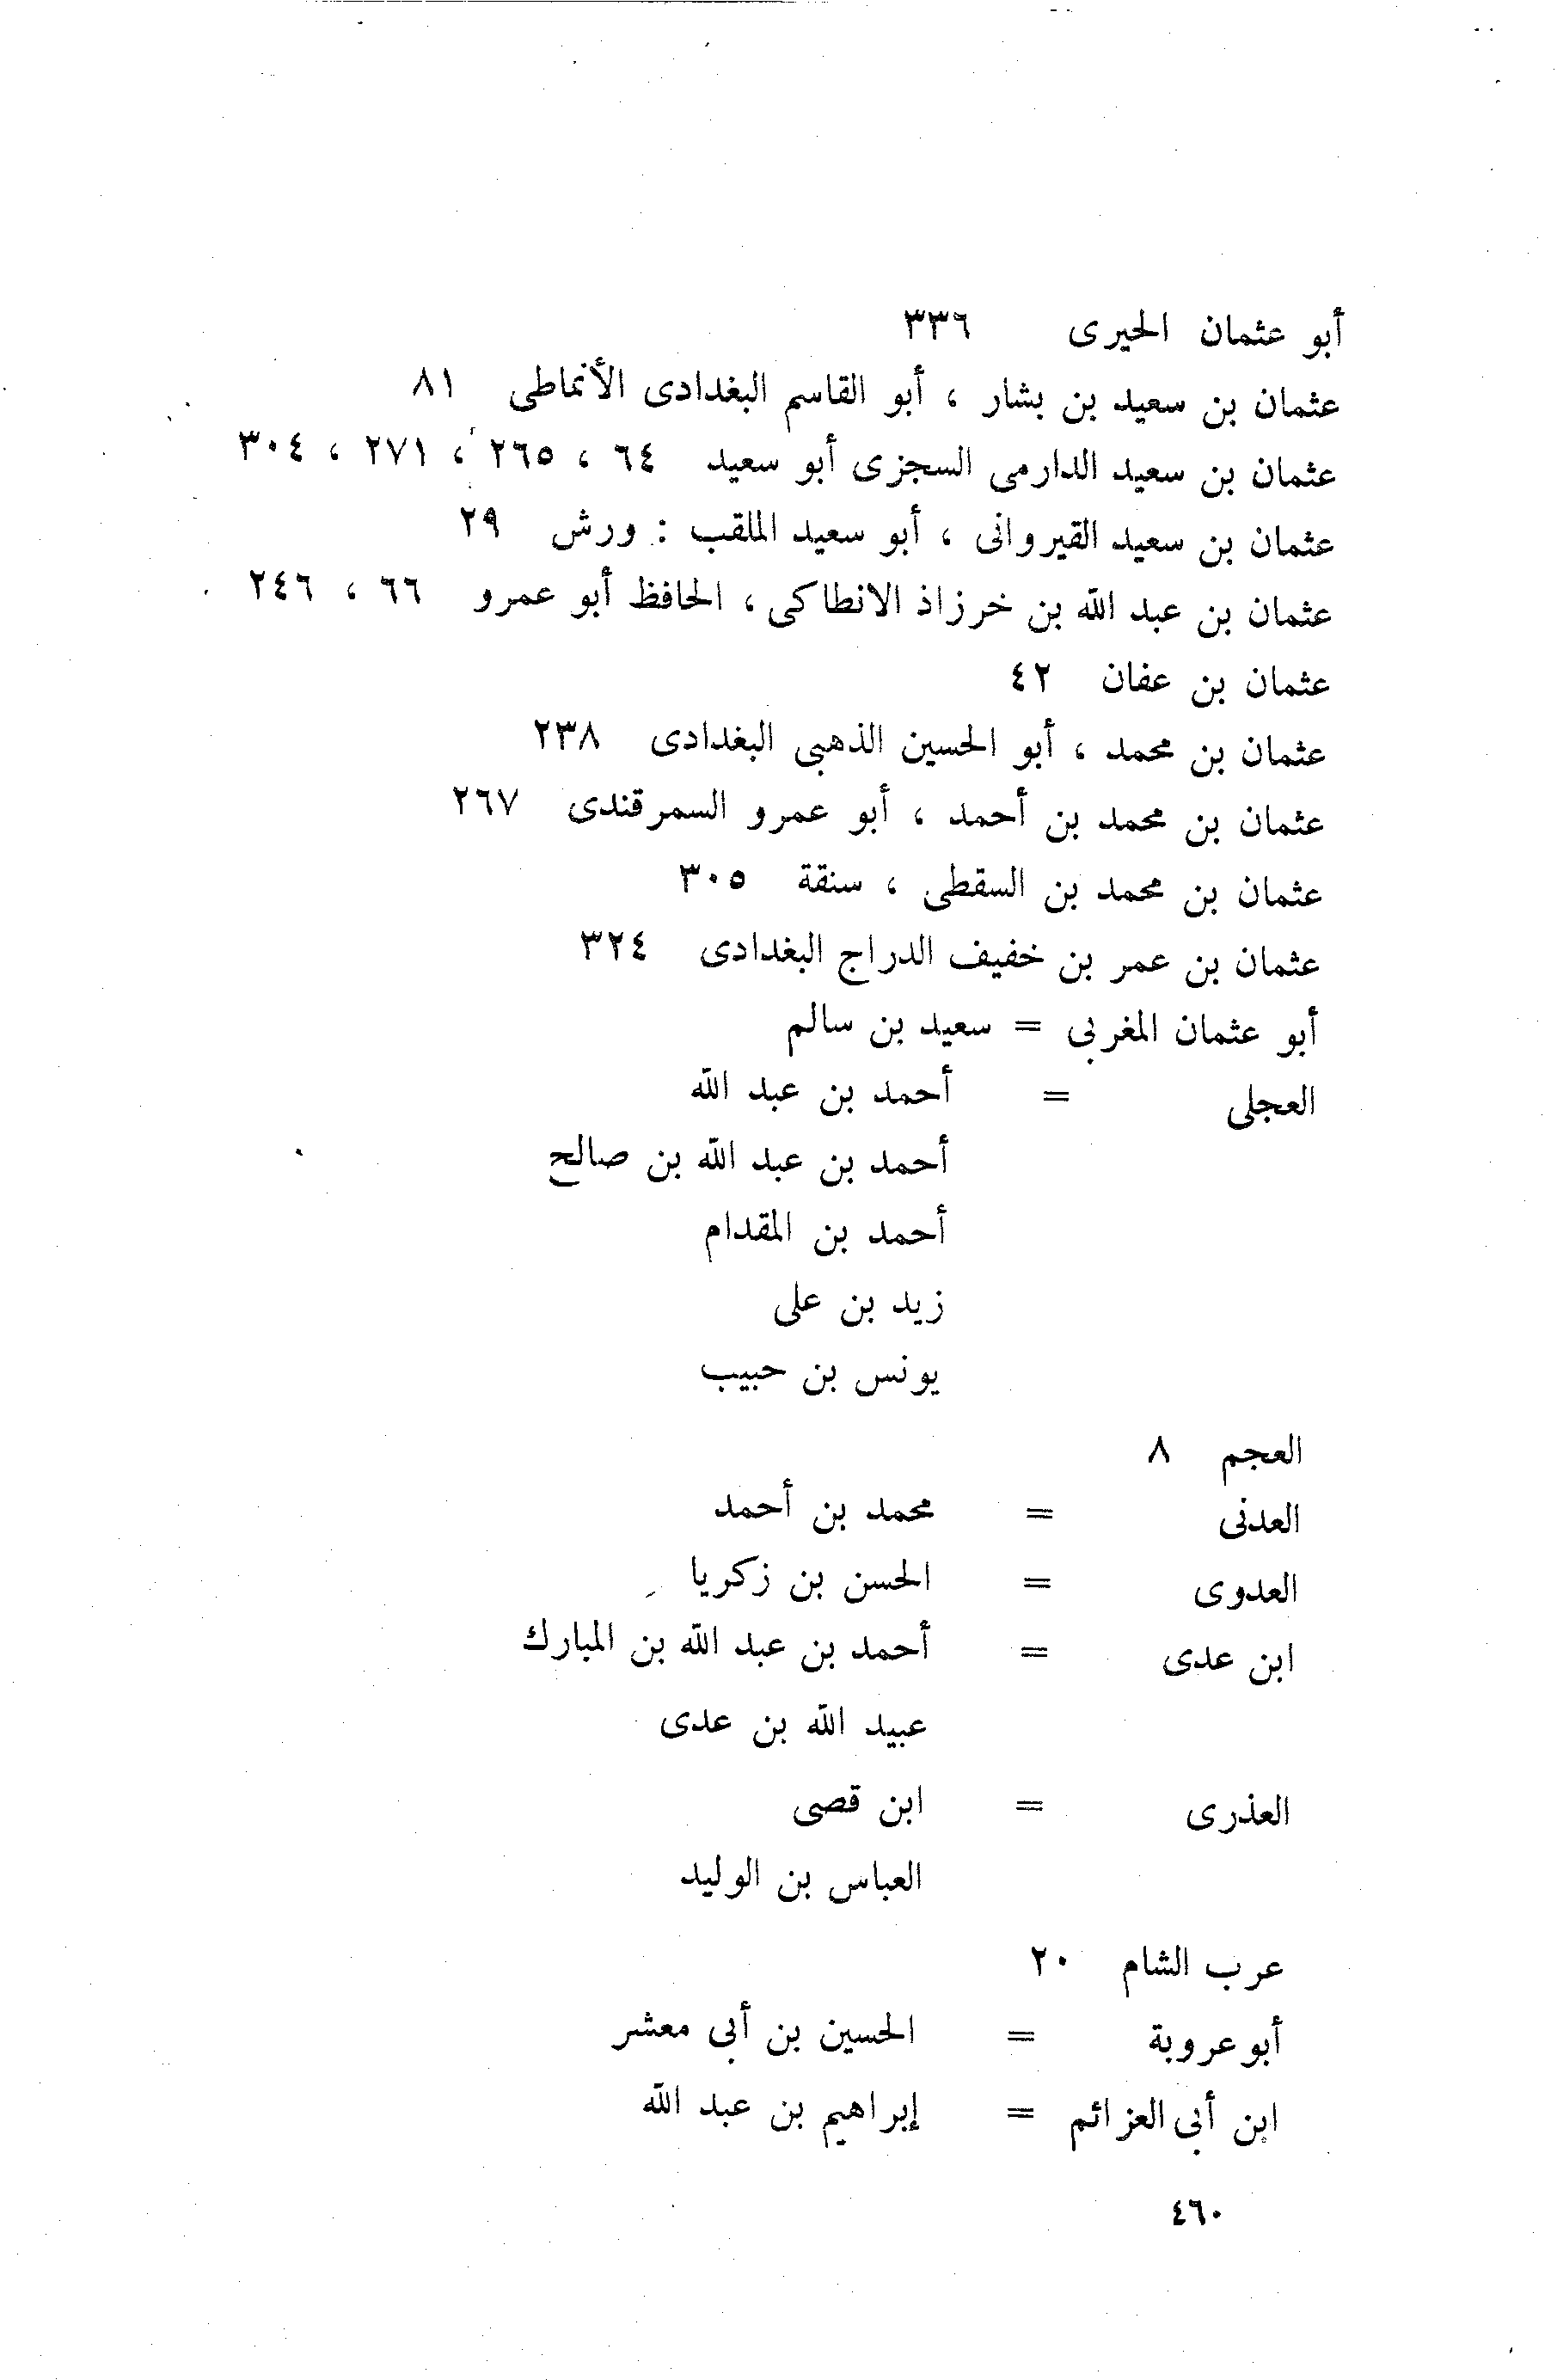 أبو عثمان الحيرى ٣٣٦
عثمان بن سعيد بن بشار ، أبو القاسم البغدادى الأنماطى ٨١
عثمان بن سعيد الدارمى السجزى أبو سعيد ٦٤ ، ٢٦٥ ، ٢٧١ ، ٣٠٤
عثمان بن سعيد القيروانى ، أبو سعيد الملقب : ورش ٢٩
عثمان بن عبد الله بن خرزاذ الانطاكى ، الحافظ أبو عمرو ٦٦ ، ٢٤٦
عثمان بن عفان ٤٢
عثمان بن محمد ، أبو الحسين الذهبى البغدادى ٢٣٨
عثمان بن محمد بن أحمد ، أبو عمرو السمرقندى ٢٦٧
عثمان بن محمد بن السقطى ، سنقة ٣٠٥
عثمان بن عمر بن خفيف الدراج البغدادى ٣٢٤
أبو عثمان المغربى = سعيد بن سالم
العجلى = أحمد بن عبد الله
أحمد بن عبد الله بن صالح
أحمد بن المقدام
زيد بن على
يونس بن حبيب
العجم ٨
العدنى = محمد بن أحمد
العدوى = الحسن بن زكريا
ابن عدى = أحمد بن عبد الله بن المبارك
عبيد الله بن عدى
العذرى = ابن قصى
العباس بن الوليد
عرب الشام ٢٠
أبو عروبة = الحسين بن أبى معشر
ابن أبى العزائم = إبراهيم بن عبد الله
٤٦٠